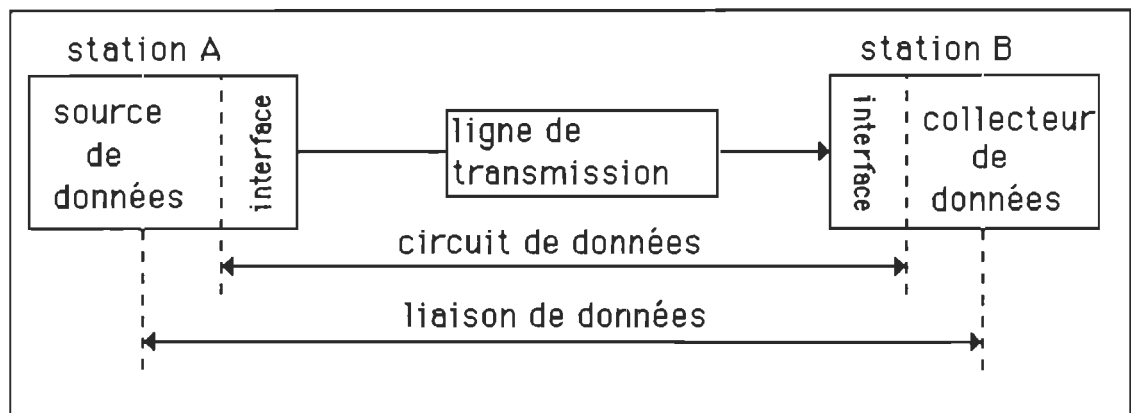 station A
station B
source
de
données
interface
ligne de
transmission
interface
collecteur
de
données
circuit de données
liaison de données